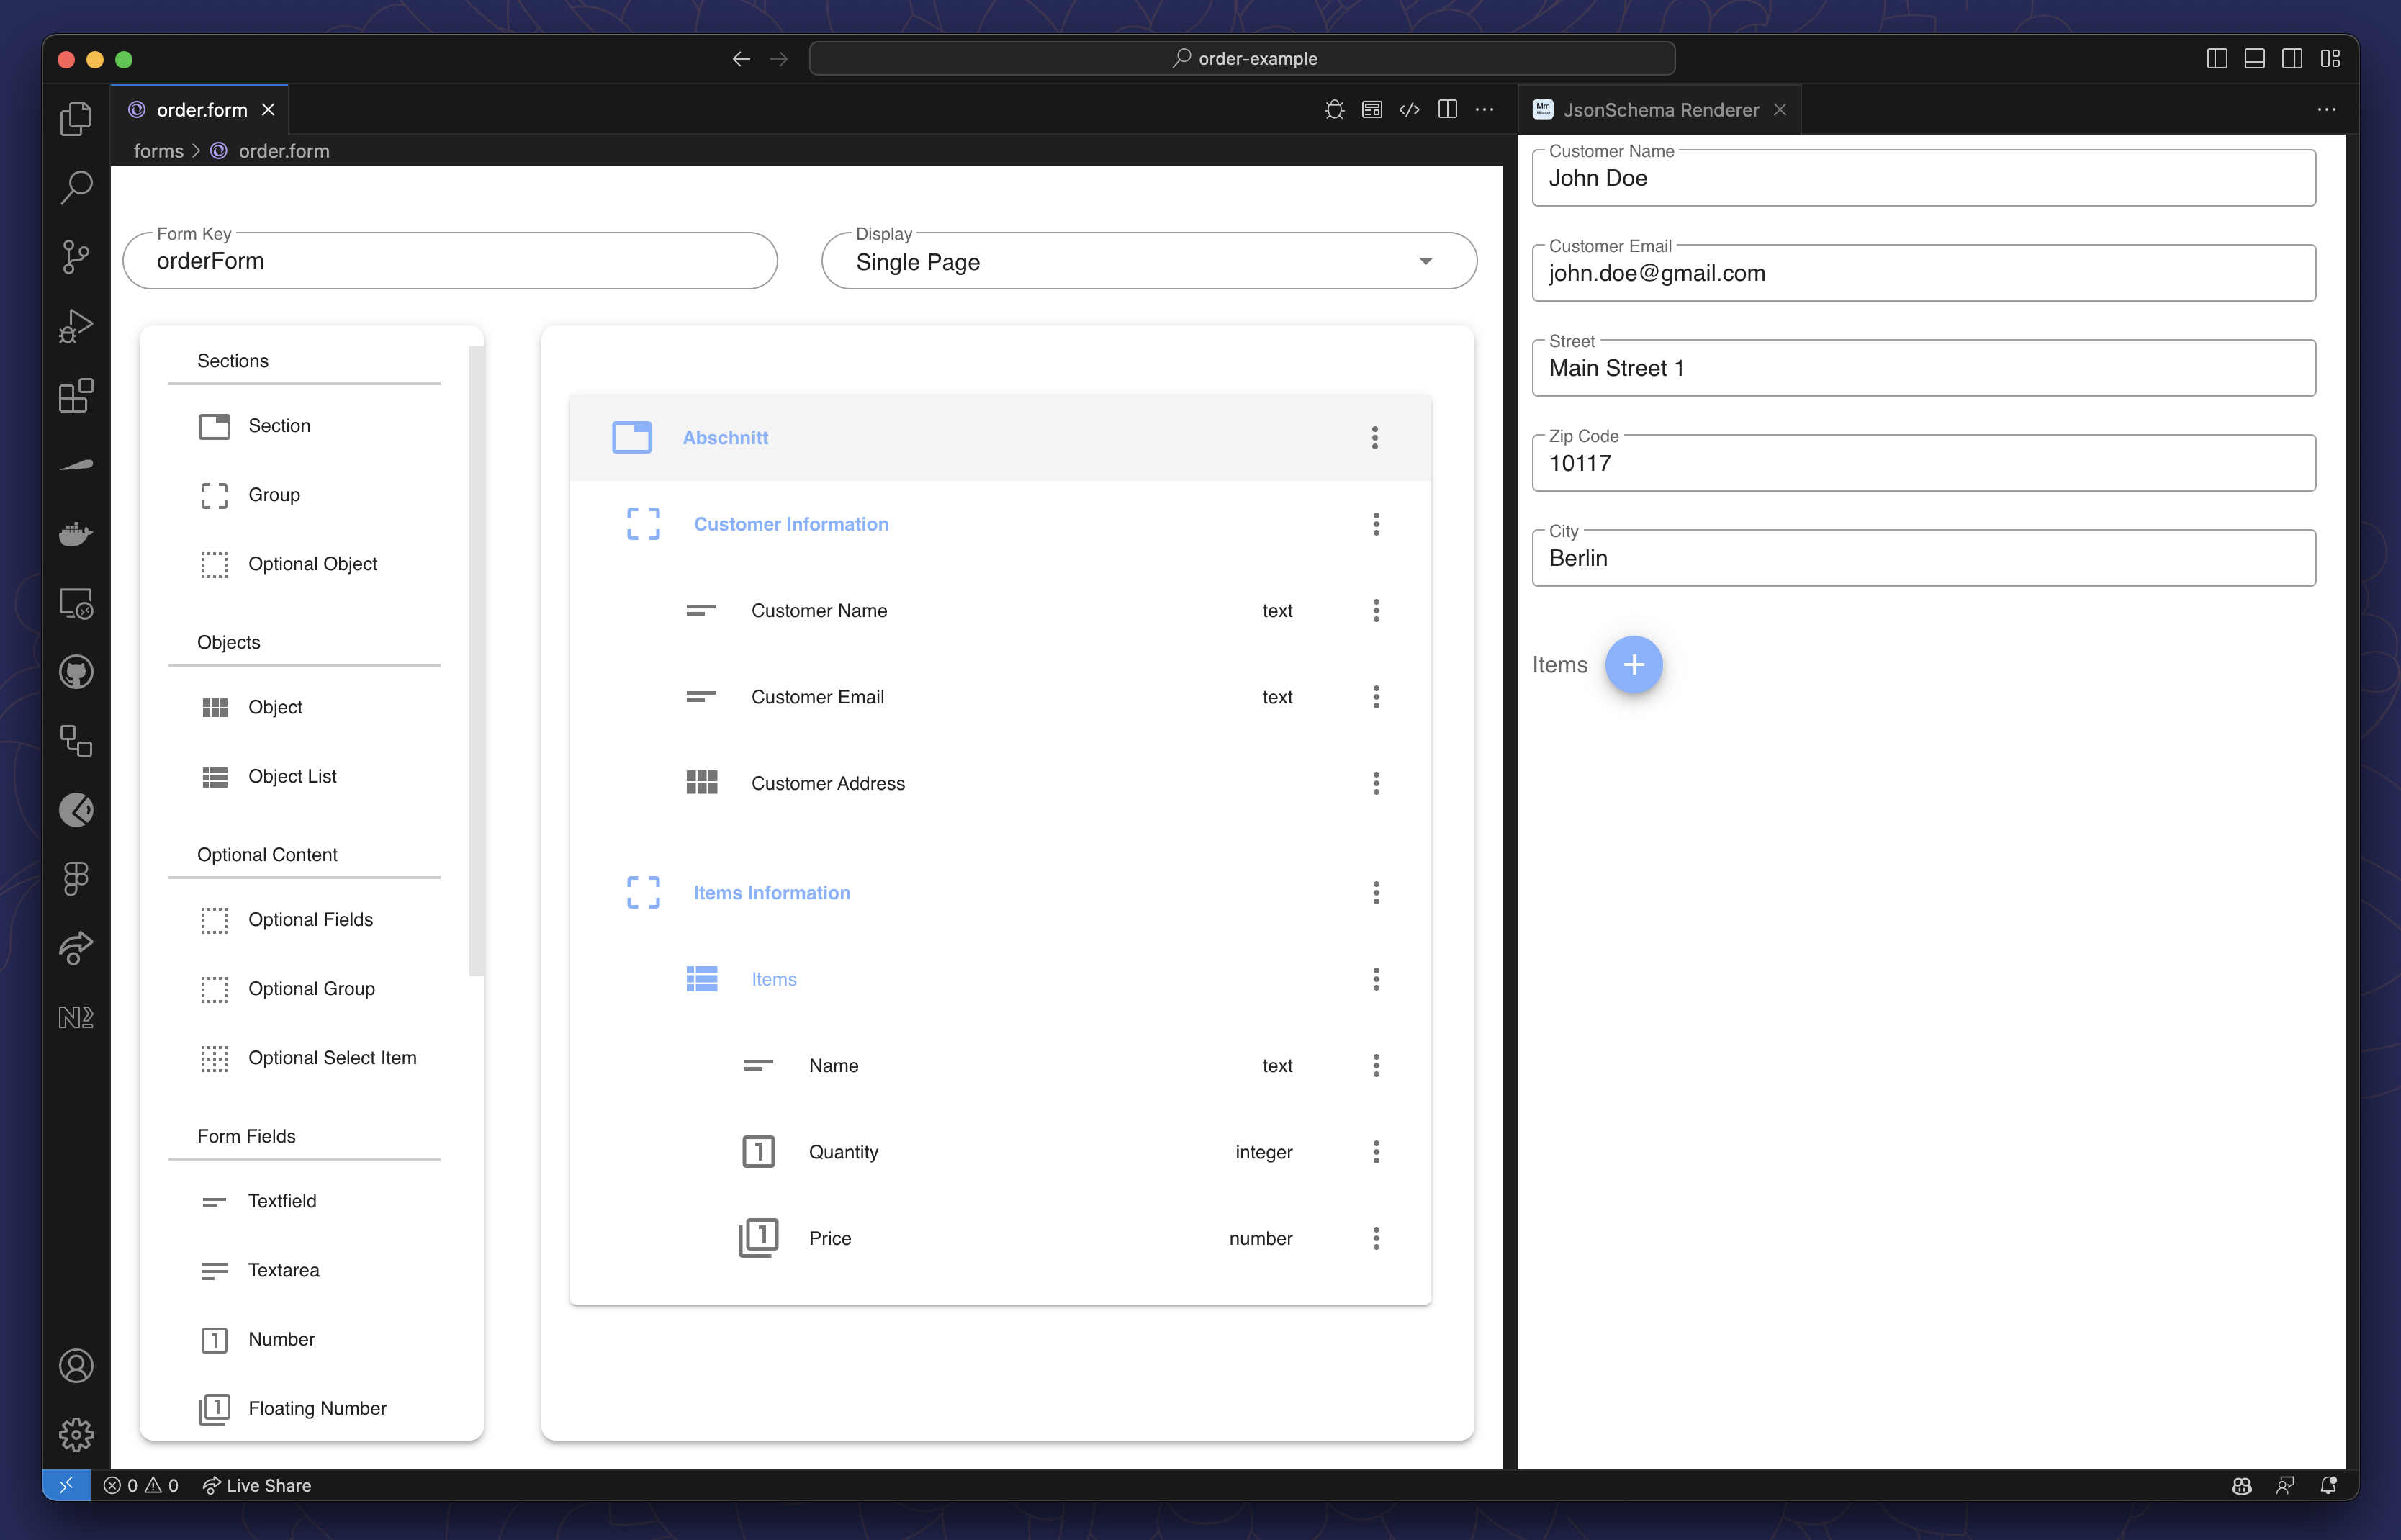 order-example
order.form
JsonSchema Renderer
forms > order.form
Form Key
orderForm
Display
Single Page
Sections
Section
Group
Optional Object
Objects
Object
Object List
Optional Content
Optional Fields
Optional Group
Optional Select Item
Form Fields
Textfield
Textarea
1 Number
1 Floating Number
Abschnitt
Customer Information
Customer Name text
Customer Email text
Customer Address
Items Information
Items
Name text
1 Quantity integer
1 Price number
Customer Name
John Doe
Customer Email
john.doe@gmail.com
Street
Main Street 1
Zip Code
10117
City
Berlin
Items +
0 0 Live Share